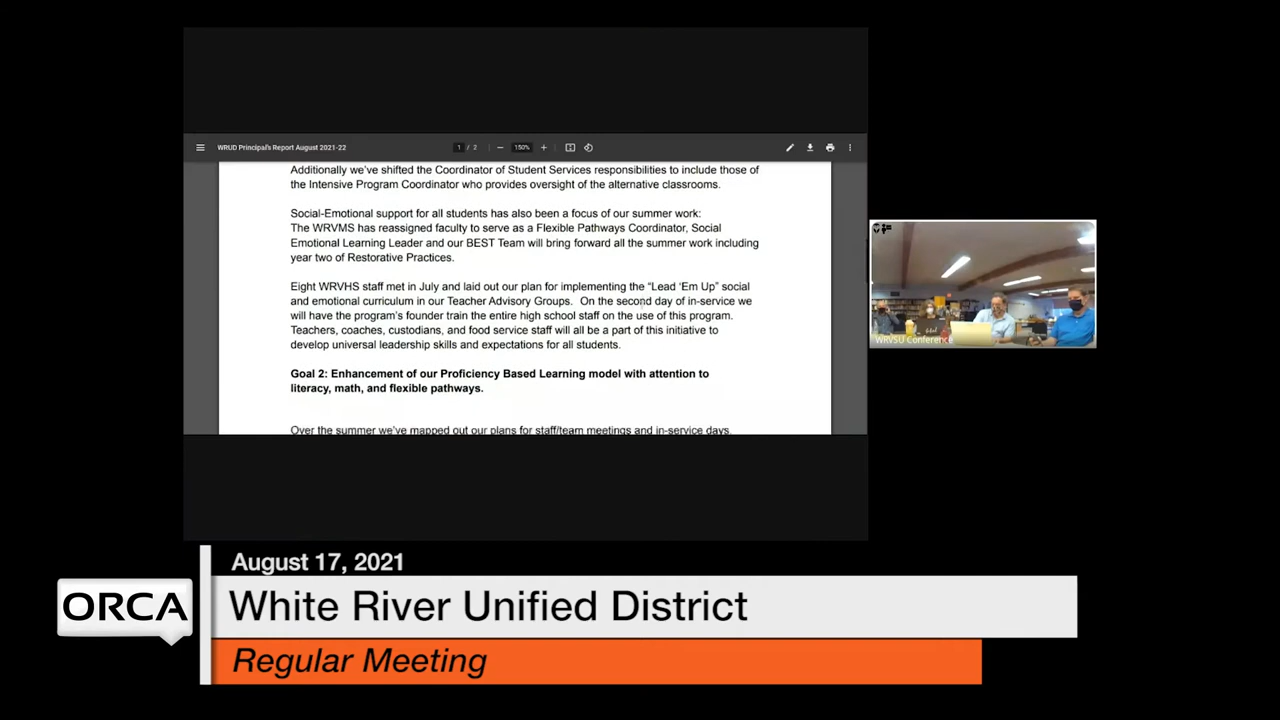 WRUD Principal's Report August 2021-22
1 / 2
150%
Additionally we've shifted the Coordinator of Student Services responsibilities to include those of
the Intensive Program Coordinator who provides oversight of the alternative classrooms.
Social-Emotional support for all students has also been a focus of our summer work:
The WRVMS has reassigned faculty to serve as a Flexible Pathways Coordinator, Social
Emotional Learning Leader and our BEST Team will bring forward all the summer work including
year two of Restorative Practices.
Eight WRVHS staff met in July and laid out our plan for implementing the “Lead ‘Em Up” social
and emotional curriculum in our Teacher Advisory Groups. On the second day of in-service we
will have the program's founder train the entire high school staff on the use of this program.
Teachers, coaches, custodians, and food service staff will all be a part of this initiative to
develop universal leadership skills and expectations for all students.
Goal 2: Enhancement of our Proficiency Based Learning model with attention to
literacy, math, and flexible pathways.
Over the summer we've mapped out our plans for staff/team meetings and in-service days.
WRVSU Conference
August 17, 2021
ORCA
White River Unified District
Regular Meeting